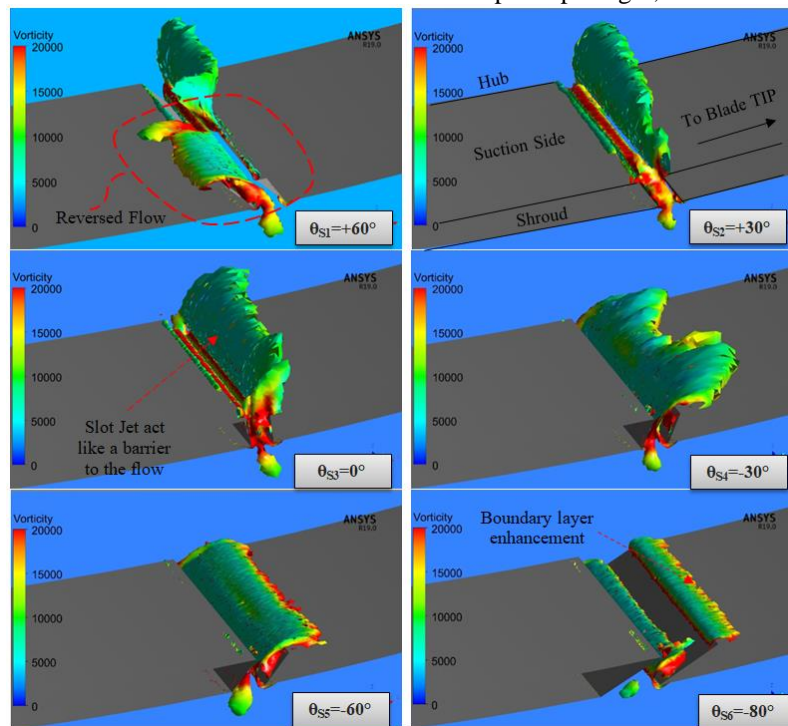 Vorticity
20000
15000
10000
5000
0
ANSYS
R19.0
Reversed Flow
θS1=+60°
Vorticity
20000
15000
10000
5000
0
ANSYS
R19.0
Hub
To Blade TIP
Suction Side
Shroud
θS2=+30°
Vorticity
20000
15000
10000
5000
0
ANSYS
R19.0
Slot Jet act
like a barrier
to the flow
θS3=0°
Vorticity
20000
15000
10000
5000
0
ANSYS
R19.0
θS4=-30°
Vorticity
20000
15000
10000
5000
0
ANSYS
R19.0
θS5=-60°
Vorticity
20000
15000
10000
5000
0
ANSYS
R19.0
Boundary layer
enhancement
θS6=-80°